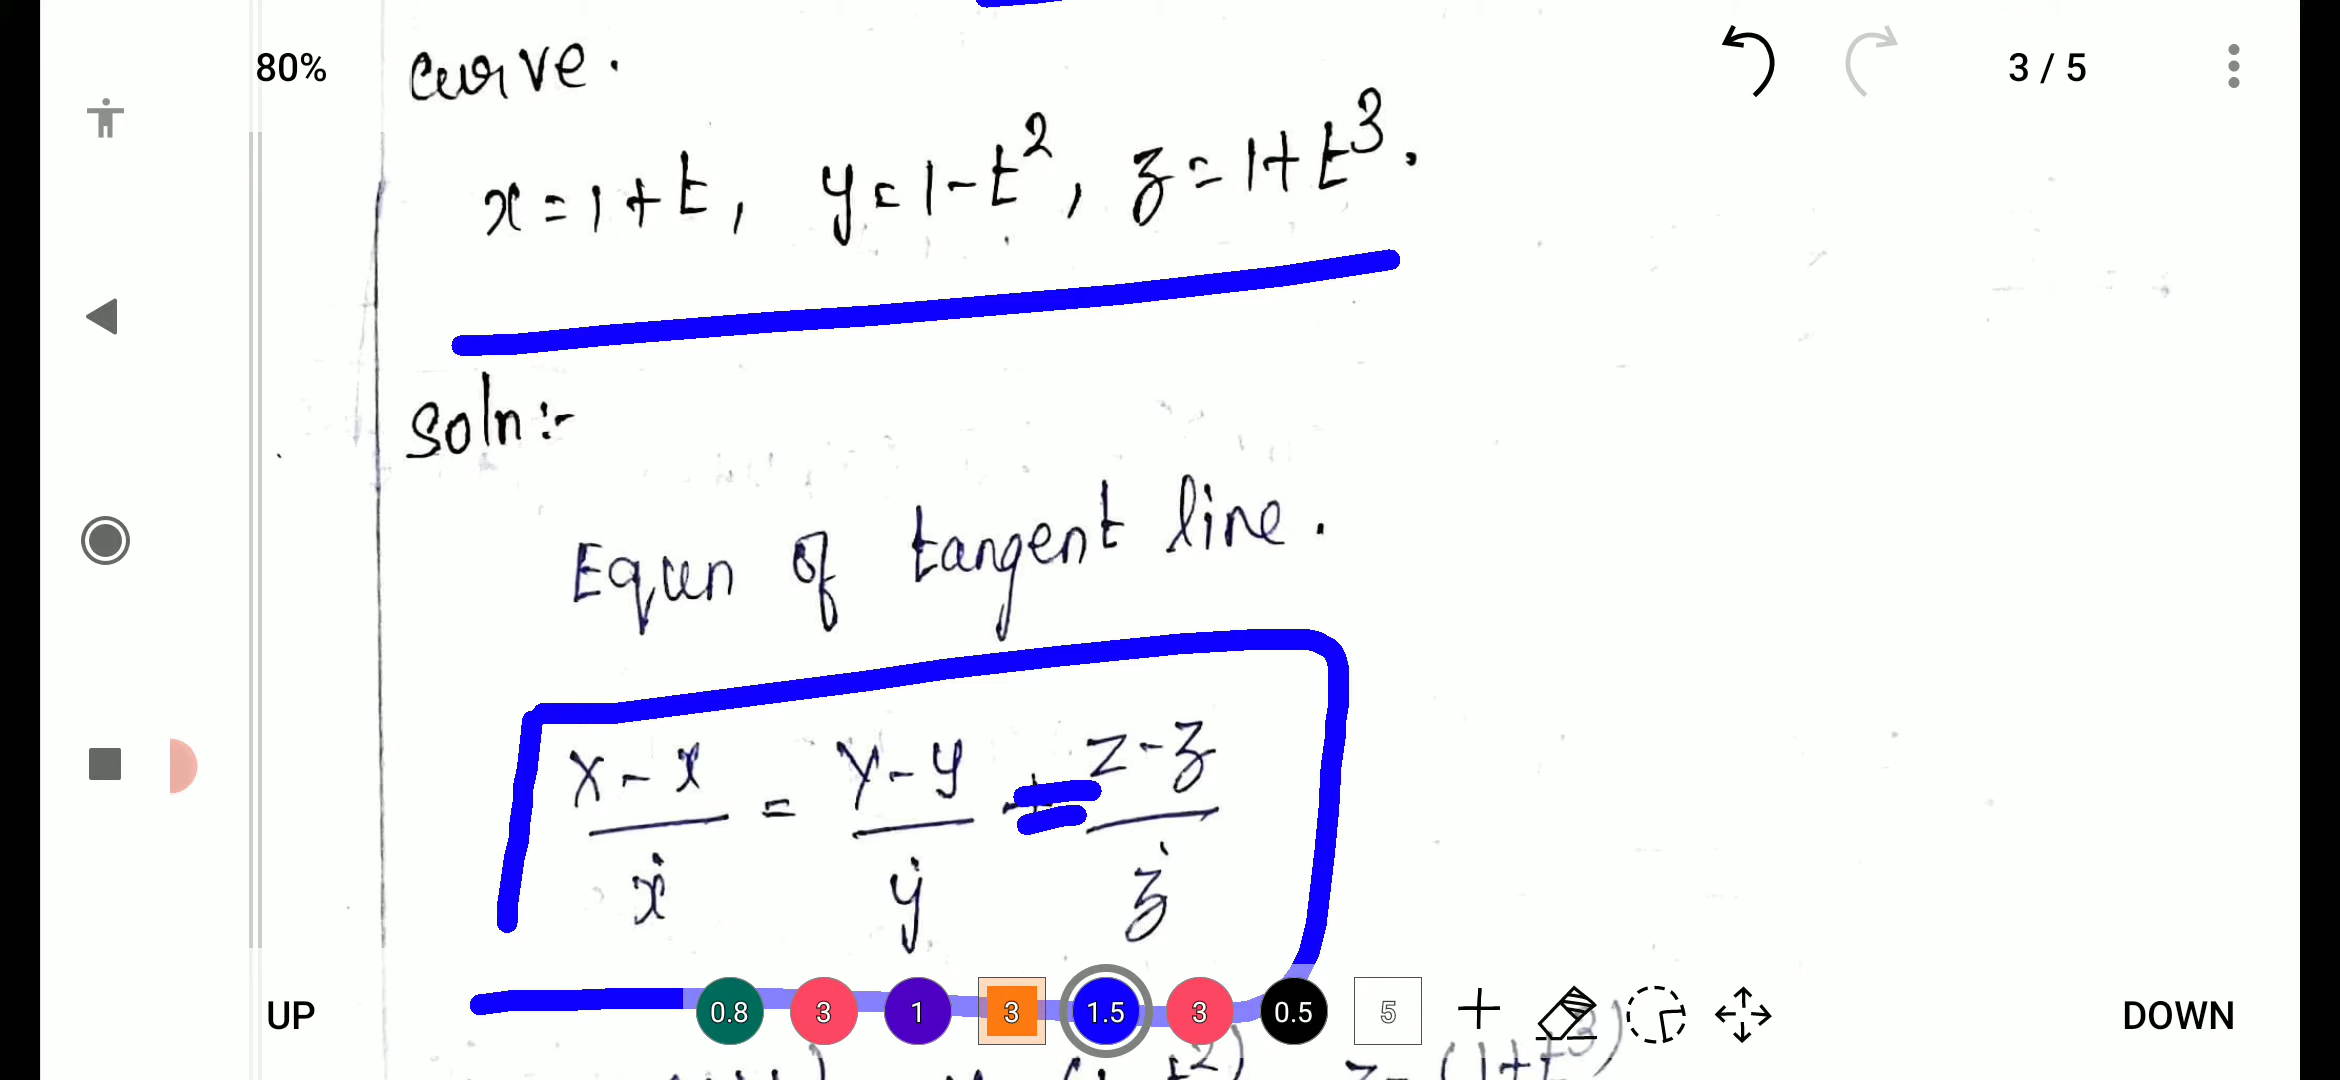 80%
3 / 5
curve.
x = 1 + t, y = 1 - t², z = 1 + t³.
Soln :-
Equn of tangent line.
X - x / ẋ = Y - y / ẏ = Z - z / ż
UP
0.8 3 1 3 1.5 3 0.5 5
DOWN